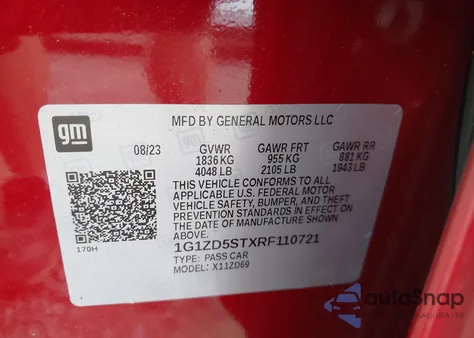 gm
MFD BY GENERAL MOTORS LLC
08/23 GVWR GAWR FRT GAWR RR
1836 KG 955 KG 881 KG
4048 LB 2105 LB 1943 LB
THIS VEHICLE CONFORMS TO ALL
APPLICABLE U.S. FEDERAL MOTOR
VEHICLE SAFETY, BUMPER, AND THEFT
PREVENTION STANDARDS IN EFFECT ON
THE DATE OF MANUFACTURE SHOWN
ABOVE.
170H
1G1ZD5STXRF110721
TYPE: PASS CAR
MODEL: X11ZD69
autoSnap